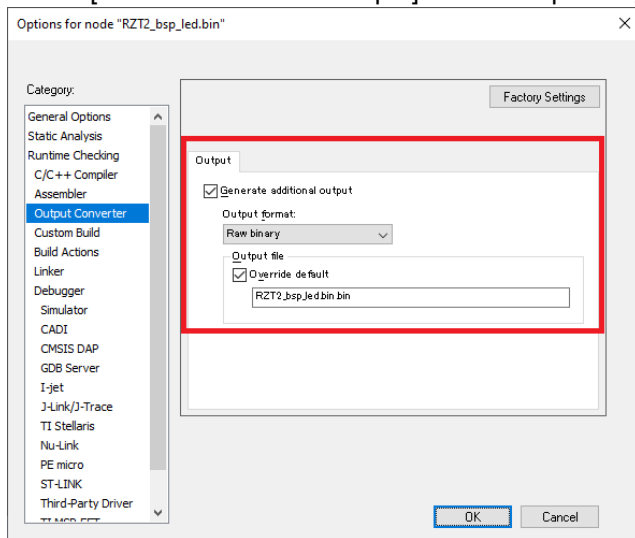 Options for node "RZT2_bsp_led.bin"
Category:
Factory Settings
General Options
Static Analysis
Runtime Checking
C/C++ Compiler
Assembler
Output Converter
Custom Build
Build Actions
Linker
Debugger
Simulator
CADI
CMSIS DAP
GDB Server
I-jet
J-Link/J-Trace
TI Stellaris
Nu-Link
PE micro
ST-LINK
Third-Party Driver
Output
Generate additional output
Output format:
Raw binary
Output file
Override default
RZT2_bsp_led.bin.bin
OK
Cancel